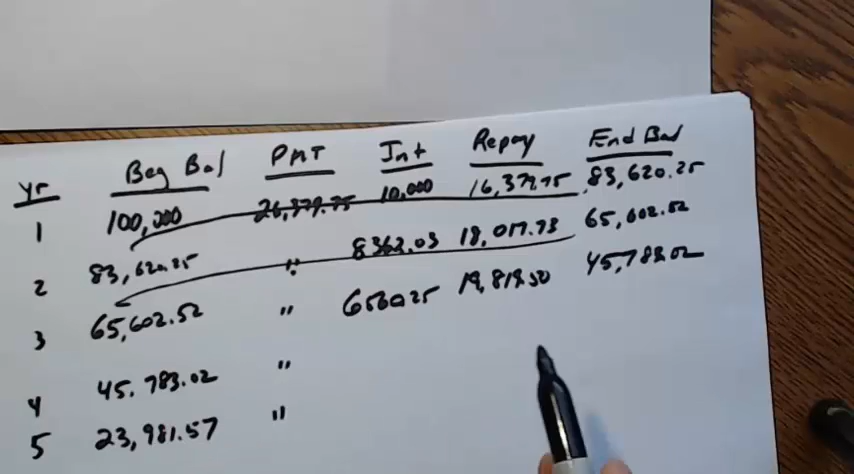 yr Beg Bal PMT Int Repay End Bal
1 100,000 26,379.75 10,000 16,379.75 83,620.25
2 83,620.25 " 8362.03 18,017.73 65,602.52
3 65,602.52 " 6560.25 19,819.50 45,783.02
4 45.783.02 "
5 23,981.57 "